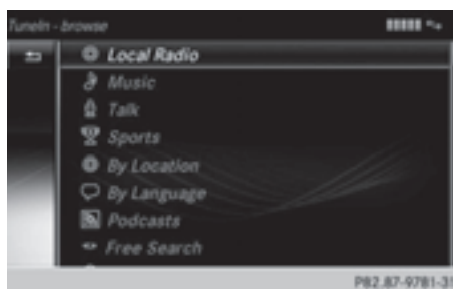 TuneIn - browse
Local Radio
Music
Talk
Sports
By Location
By Language
Podcasts
Free Search
P82.87-9781-31